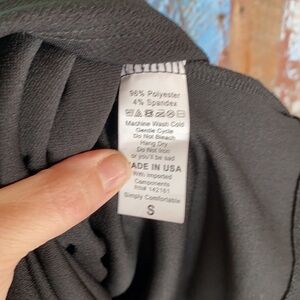 96% Polyester
4% Spandex
Machine Wash Cold
Gentle Cycle
Do Not Bleach
Hang Dry
Do Not Iron
or you'll be sad
MADE IN USA
With Imported
Components
142181
Simply Comfortable
S